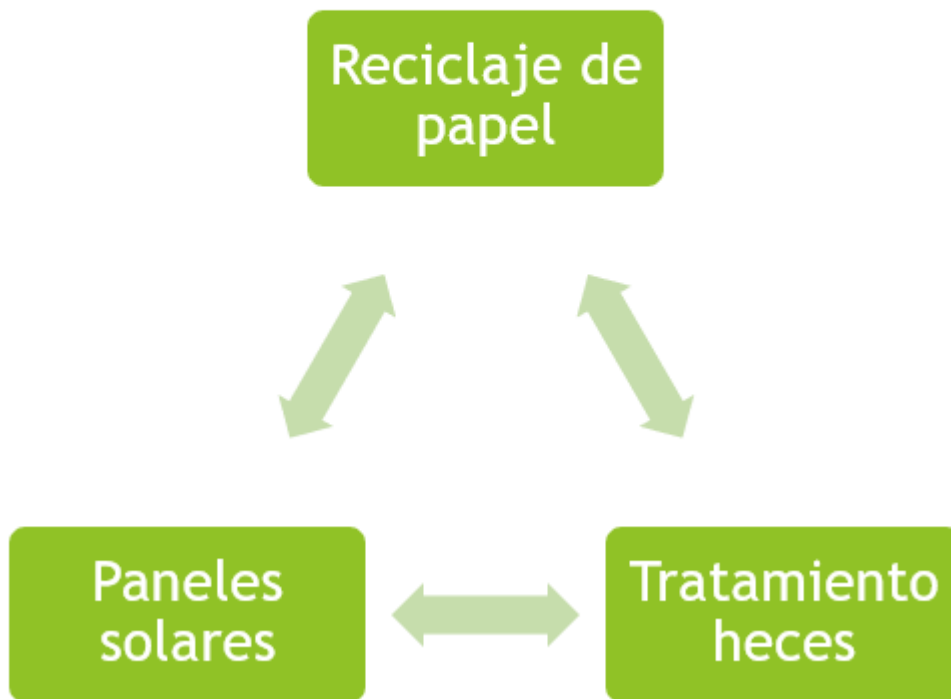 Reciclaje de
papel
Paneles
solares
Tratamiento
heces